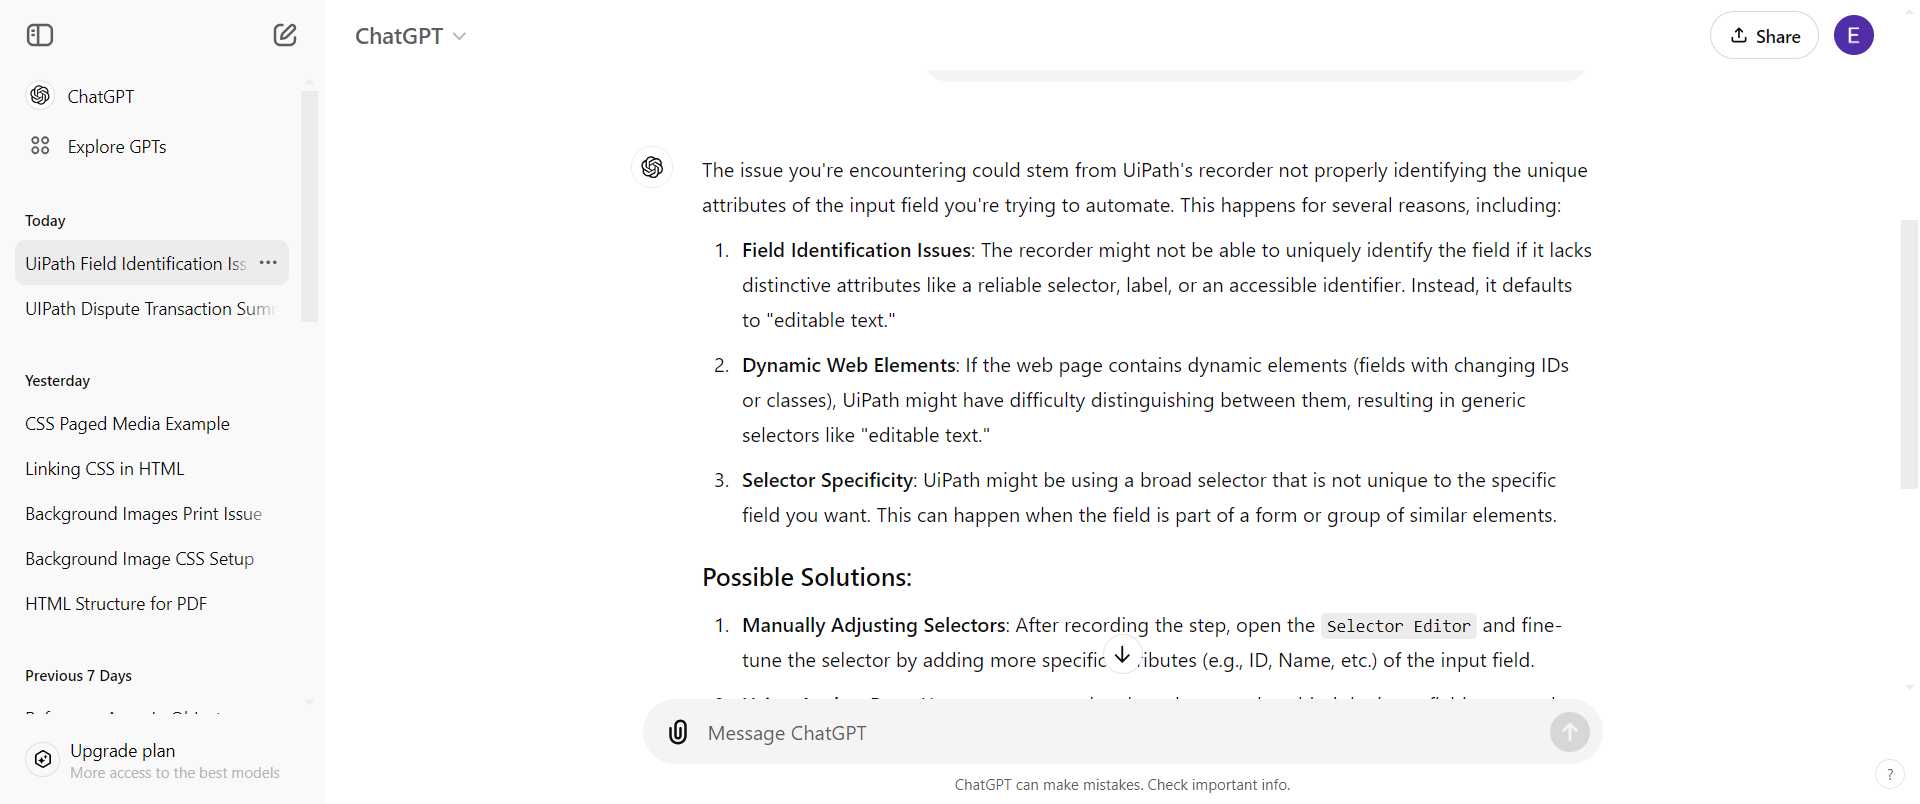 ChatGPT
Explore GPTs
Today
UiPath Field Identification Iss
UIPath Dispute Transaction Sum
Yesterday
CSS Paged Media Example
Linking CSS in HTML
Background Images Print Issue
Background Image CSS Setup
HTML Structure for PDF
Previous 7 Days
Upgrade plan
More access to the best models
ChatGPT
Share
E
The issue you're encountering could stem from UiPath's recorder not properly identifying the unique
attributes of the input field you're trying to automate. This happens for several reasons, including:
1. Field Identification Issues: The recorder might not be able to uniquely identify the field if it lacks
distinctive attributes like a reliable selector, label, or an accessible identifier. Instead, it defaults
to "editable text."
2. Dynamic Web Elements: If the web page contains dynamic elements (fields with changing IDs
or classes), UiPath might have difficulty distinguishing between them, resulting in generic
selectors like "editable text."
3. Selector Specificity: UiPath might be using a broad selector that is not unique to the specific
field you want. This can happen when the field is part of a form or group of similar elements.
Possible Solutions:
1. Manually Adjusting Selectors: After recording the step, open the Selector Editor and fine-
tune the selector by adding more specific ributes (e.g., ID, Name, etc.) of the input field.
Message ChatGPT
ChatGPT can make mistakes. Check important info.
?